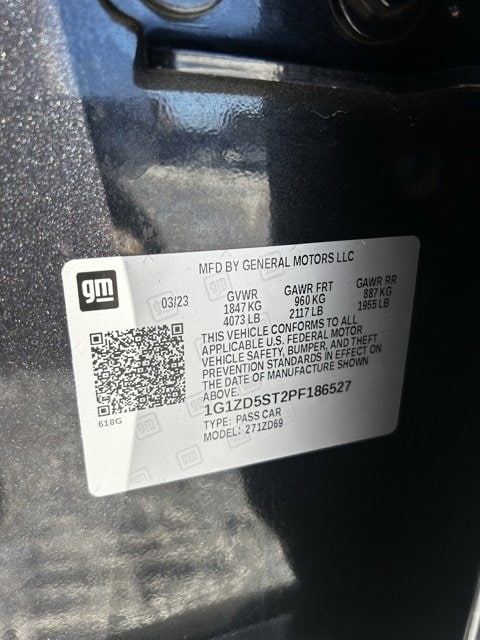 gm
MFD BY GENERAL MOTORS LLC
03/23
GVWR GAWR FRT GAWR RR
1847 KG 960 KG 887 KG
4073 LB 2117 LB 1955 LB
THIS VEHICLE CONFORMS TO ALL
APPLICABLE U.S. FEDERAL MOTOR
VEHICLE SAFETY, BUMPER, AND THEFT
PREVENTION STANDARDS IN EFFECT ON
THE DATE OF MANUFACTURE SHOWN
ABOVE.
1G1ZD5ST2PF186527
618G
TYPE: PASS CAR
MODEL: 271ZD69